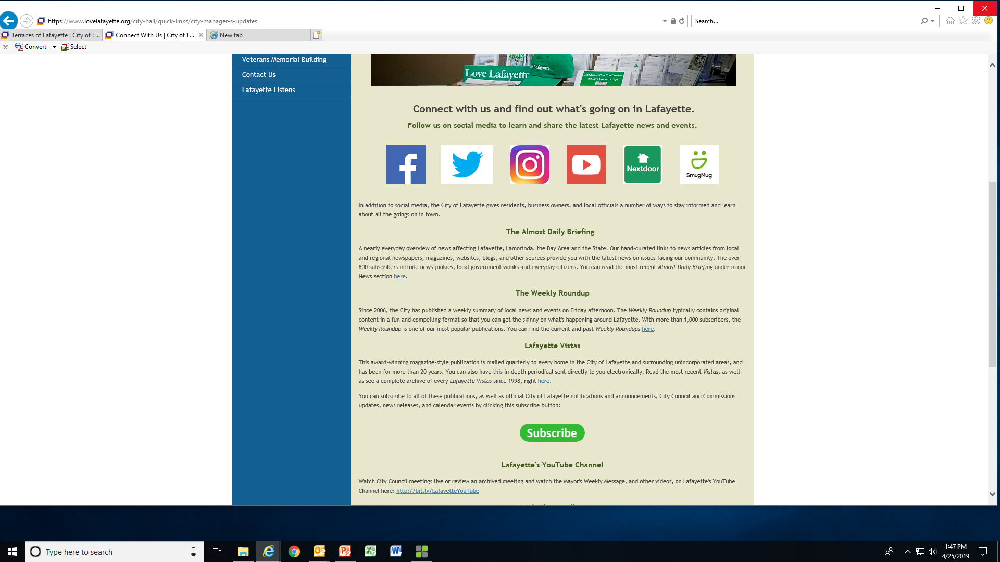 https://www.lovelafayette.org/city-hall/quick-links/city-manager-s-updates
Search...
Terraces of Lafayette | City of L...
Connect With Us | City of L...
New tab
x Convert Select
Veterans Memorial Building
Contact Us
Lafayette Listens
Love Lafayette
e Lafayette
Just Ask Us How You Can Get
This Love Lafayette Cap!
Connect with us and find out what's going on in Lafayette.
Follow us on social media to learn and share the latest Lafayette news and events.
Nextdoor
SmugMug
In addition to social media, the City of Lafayette gives residents, business owners, and local officials a number of ways to stay informed and learn
about all the goings on in town.
The Almost Daily Briefing
A nearly everyday overview of news affecting Lafayette, Lamorinda, the Bay Area and the State. Our hand-curated links to news articles from local
and regional newspapers, magazines, websites, blogs, and other sources provide you with the latest news on issues facing our community. The over
600 subscribers include news junkies, local government wonks and everyday citizens. You can read the most recent Almost Daily Briefing under in our
News section here.
The Weekly Roundup
Since 2006, the City has published a weekly summary of local news and events on Friday afternoon. The Weekly Roundup typically contains original
content in a fun and compelling format so that you can get the skinny on what's happening around Lafayette. With more than 1,000 subscribers, the
Weekly Roundup is one of our most popular publications. You can find the current and past Weekly Roundups here.
Lafayette Vistas
This award-winning magazine-style publication is mailed quarterly to every home in the City of Lafayette and surrounding unincorporated areas, and
has been for more than 20 years. You can also have this in-depth periodical sent directly to you electronically. Read the most recent Vistas, as well
as see a complete archive of every Lafayette Vistas since 1998, right here.
You can subscribe to all of these publications, as well as official City of Lafayette notifications and announcements, City Council and Commissions
updates, news releases, and calendar events by clicking this subscribe button:
Subscribe
Lafayette's YouTube Channel
Watch City Council meetings live or review an archived meeting and watch the Mayor's Weekly Message, and other videos, on Lafayette's YouTube
Channel here: http://bit.ly/LafayetteYouTube
Type here to search
1:47 PM
4/25/2019